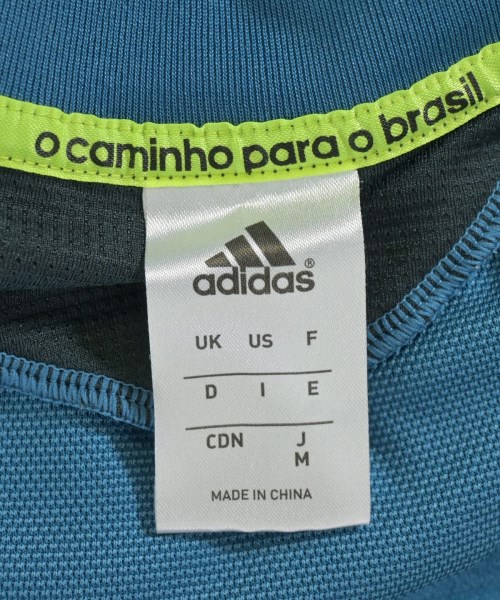 o caminho para o brasil
adidas®
UK US F
D I E
CDN J
M
MADE IN CHINA